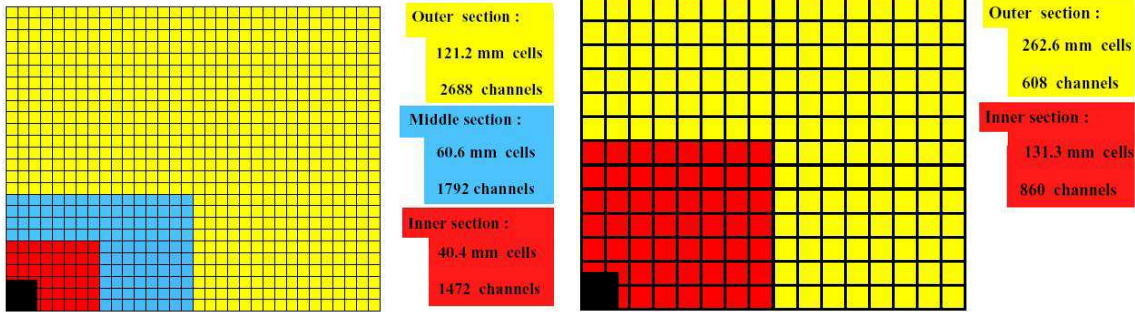 Outer section :
121.2 mm cells
2688 channels
Middle section :
60.6 mm cells
1792 channels
Inner section :
40.4 mm cells
1472 channels
Outer section :
262.6 mm cells
608 channels
Inner section :
131.3 mm cells
860 channels